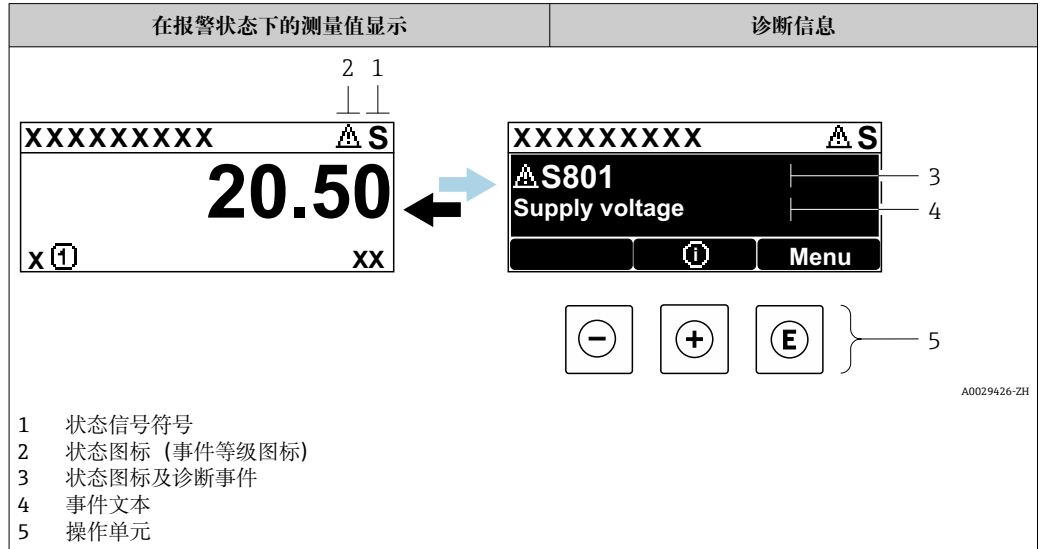 在报警状态下的测量值显示
诊断信息
2 1
XXXXXXXXX ⚠ S
20.50
X ① XX
XXXXXXXXX ⚠ S
⚠S801
Supply voltage
ⓘ Menu
3
4
− + E
5
A0029426-ZH
1 状态信号符号
2 状态图标（事件等级图标）
3 状态图标及诊断事件
4 事件文本
5 操作单元